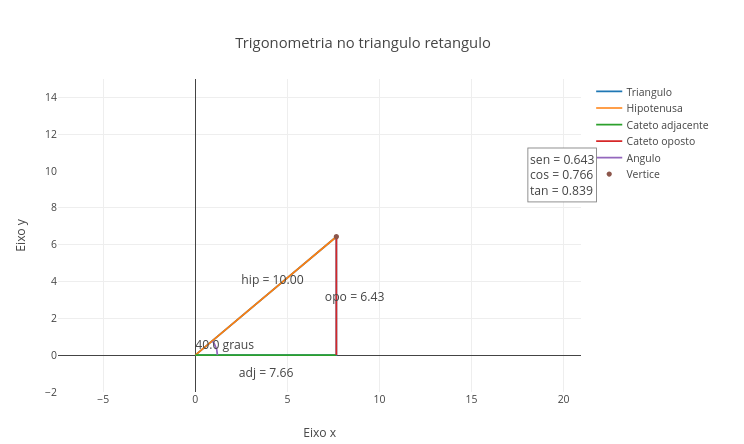 Trigonometria no triangulo retangulo
Triangulo
Hipotenusa
Cateto adjacente
Cateto oposto
Angulo
Vertice
sen = 0.643
cos = 0.766
tan = 0.839
14
12
10
8
6
4
2
0
−2
Eixo y
hip = 10.00
opo = 6.43
40.0 graus
adj = 7.66
−5
0
5
10
15
20
Eixo x